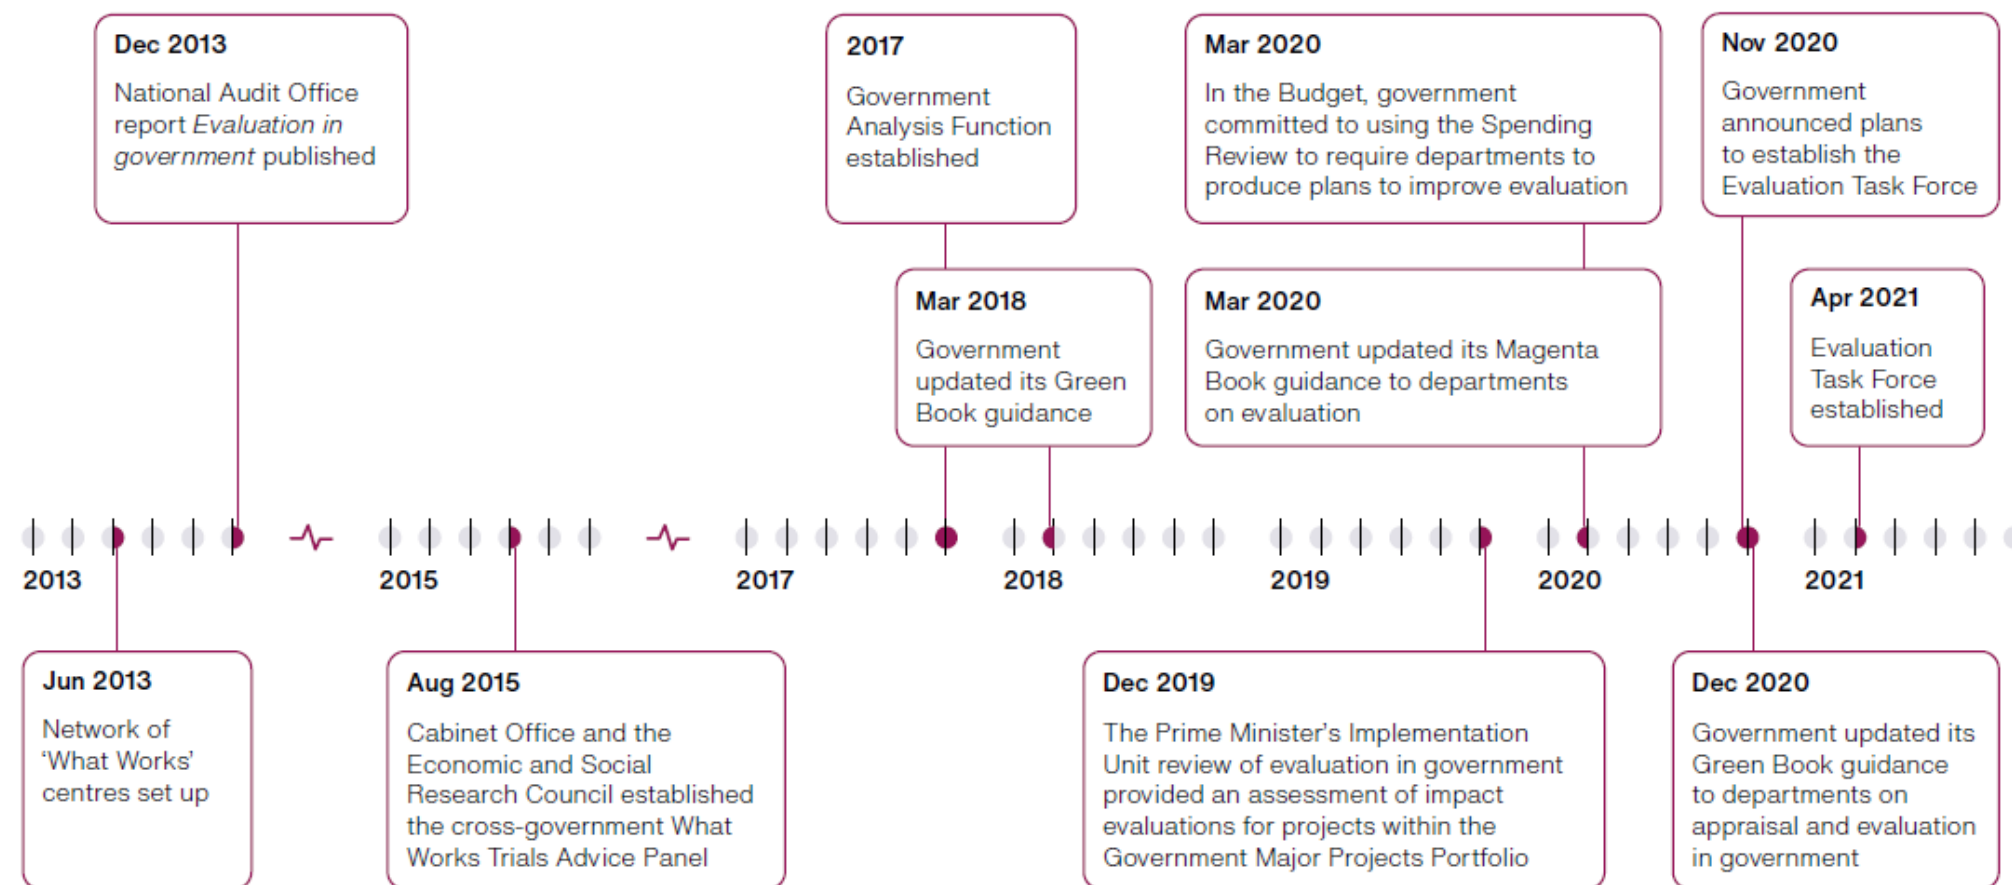 Dec 2013
National Audit Office
report Evaluation in
government published
2017
Government
Analysis Function
established
Mar 2020
In the Budget, government
committed to using the Spending
Review to require departments to
produce plans to improve evaluation
Nov 2020
Government
announced plans
to establish the
Evaluation Task Force
Mar 2018
Government
updated its Green
Book guidance
Mar 2020
Government updated its Magenta
Book guidance to departments
on evaluation
Apr 2021
Evaluation
Task Force
established
2013
2015
2017
2018
2019
2020
2021
Jun 2013
Network of
‘What Works’
centres set up
Aug 2015
Cabinet Office and the
Economic and Social
Research Council established
the cross-government What
Works Trials Advice Panel
Dec 2019
The Prime Minister’s Implementation
Unit review of evaluation in government
provided an assessment of impact
evaluations for projects within the
Government Major Projects Portfolio
Dec 2020
Government updated its
Green Book guidance
to departments on
appraisal and evaluation
in government